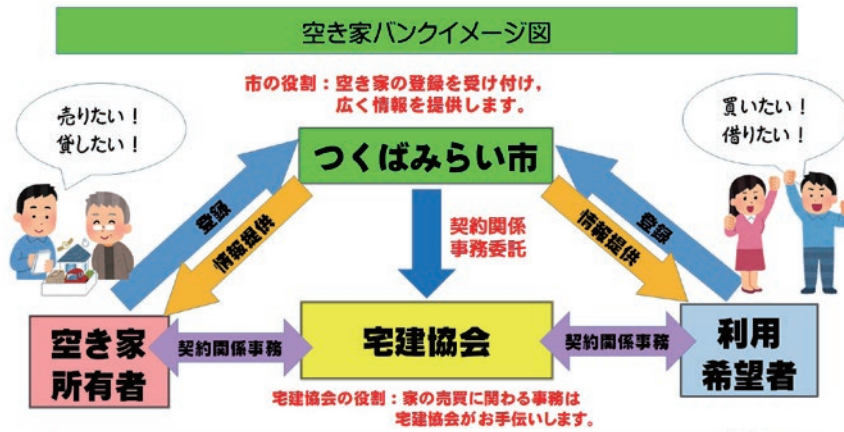 空き家バンクイメージ図
市の役割：空き家の登録を受け付け，
広く情報を提供します。
売りたい！
貸したい！
買いたい！
借りたい！
つくばみらい市
登録
情報提供
契約関係
事務委託
情報提供
登録
空き家
所有者
契約関係事務
宅建協会
契約関係事務
利用
希望者
宅建協会の役割：家の売買に関わる事務は
宅建協会がお手伝いします。